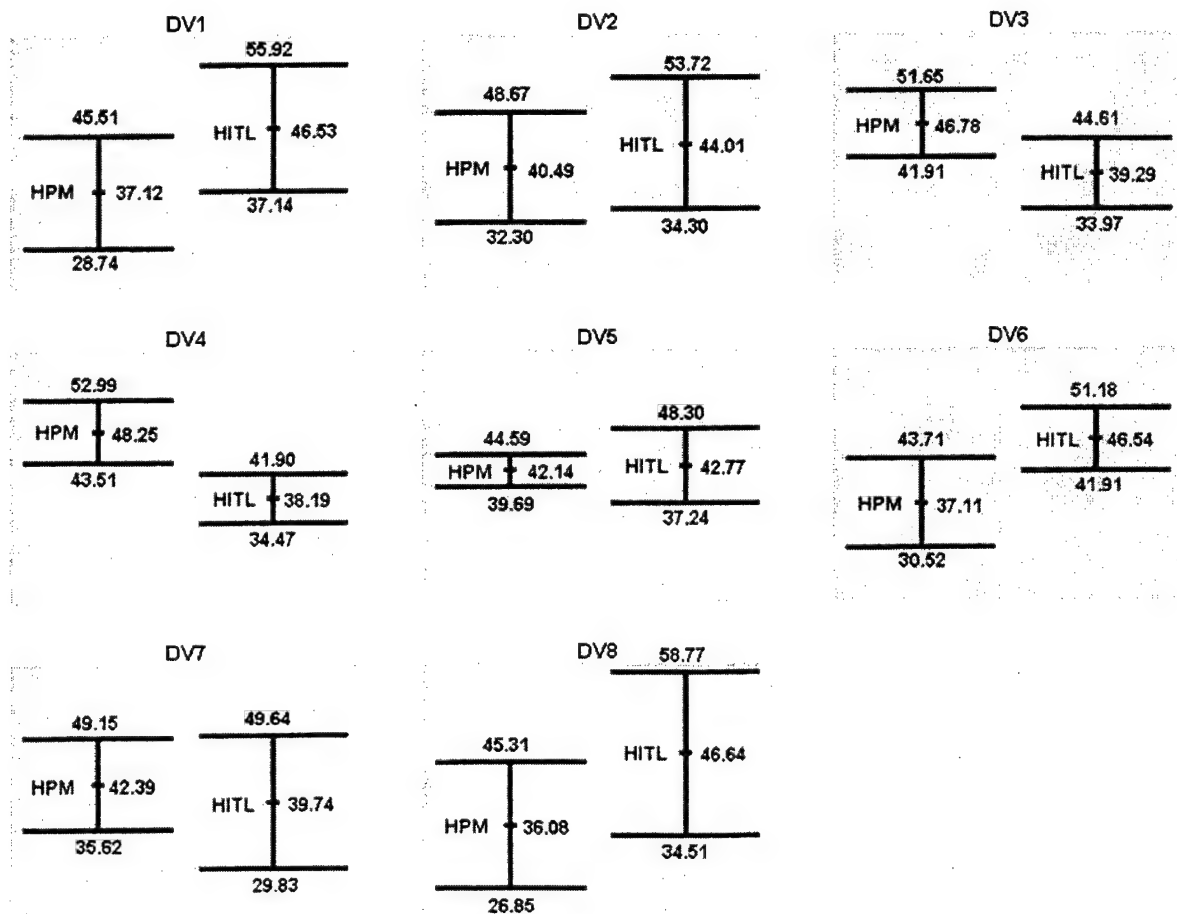 DV1
55.92
45.51
HITL 46.53
HPM 37.12
37.14
28.74
DV2
53.72
48.67
HITL 44.01
HPM 40.49
34.30
32.30
DV3
51.65
HPM 46.78
44.61
41.91
HITL 39.29
33.97
DV4
52.99
HPM 48.25
43.51
41.90
HITL 38.19
34.47
DV5
48.30
44.59
HITL 42.77
HPM 42.14
39.69
37.24
DV6
51.18
43.71
HITL 46.54
41.91
HPM 37.11
30.52
DV7
49.15
49.64
HPM 42.39
HITL 39.74
35.62
29.83
DV8
58.77
45.31
HITL 46.64
HPM 36.08
34.51
26.85